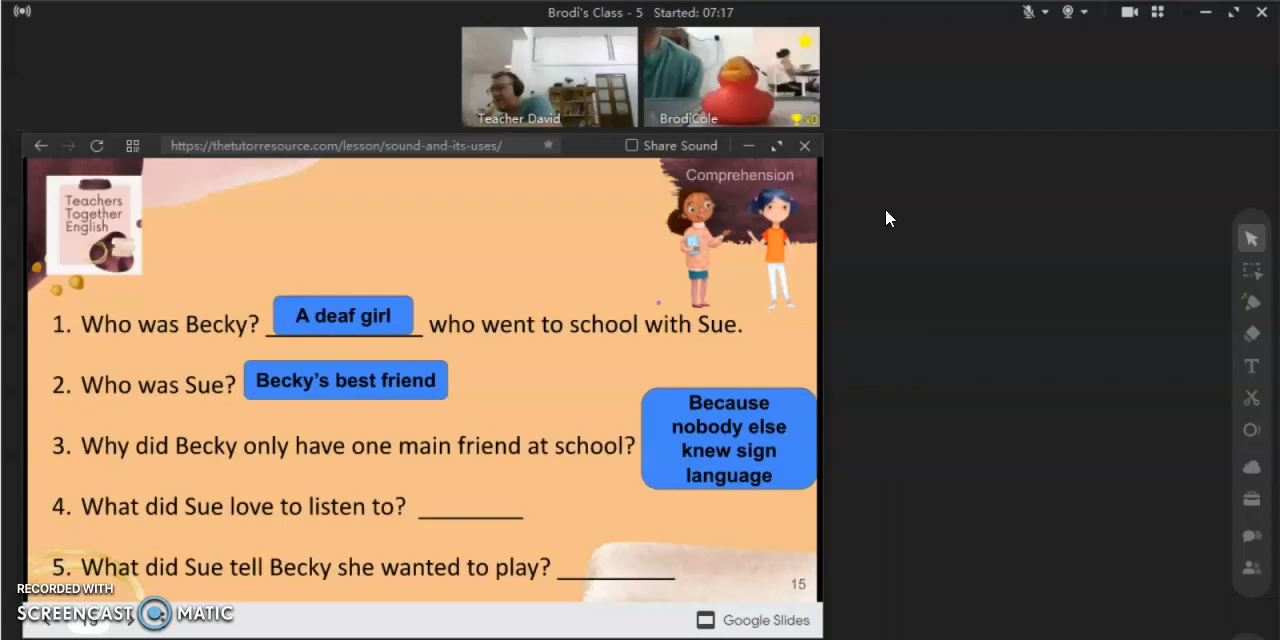 Brodi's Class - 5 Started: 07:17
Teacher David
BrodiCole
x0
https://thetutorresource.com/lesson/sound-and-its-uses/
Share Sound
Teachers
Together
English
Comprehension
1. Who was Becky? A deaf girl who went to school with Sue.
2. Who was Sue? Becky's best friend
3. Why did Becky only have one main friend at school?
Because
nobody else
knew sign
language
4. What did Sue love to listen to? ________
5. What did Sue tell Becky she wanted to play? _________
15
RECORDED WITH
SCREENCAST MATIC
Google Slides